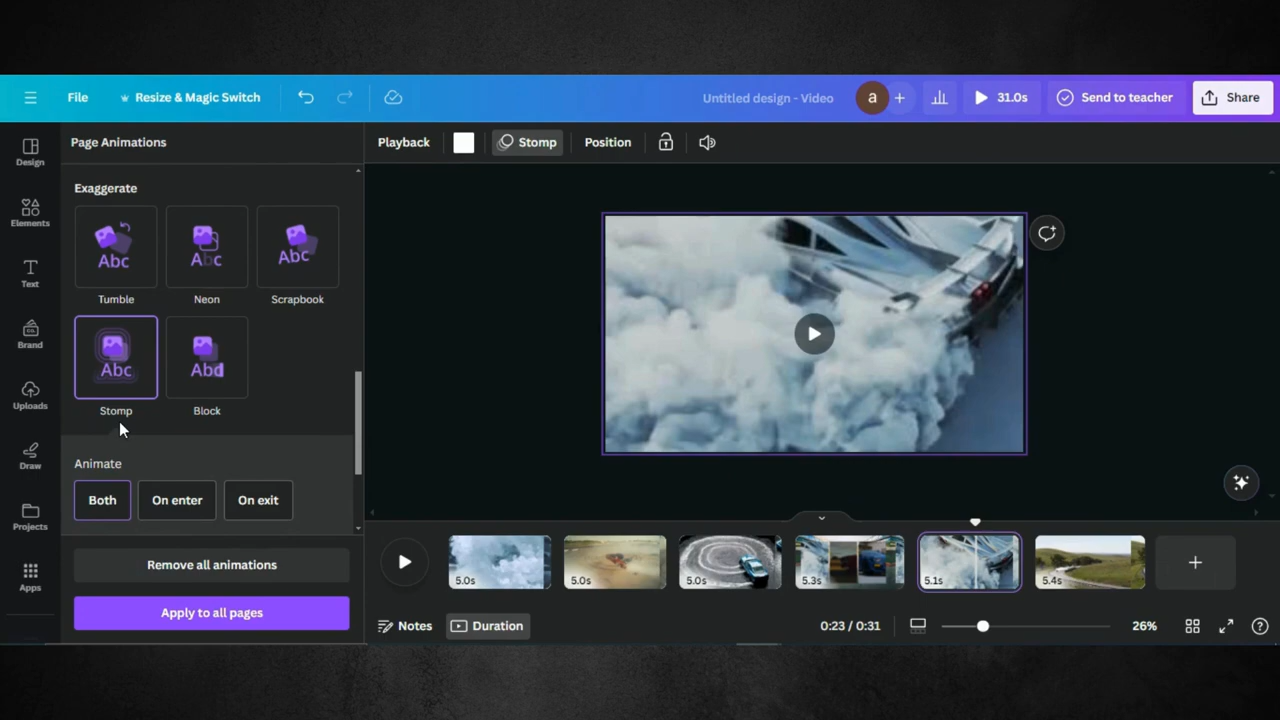 File
Resize & Magic Switch
Untitled design - Video
a
31.0s
Send to teacher
Share
Design
Elements
Text
Brand
Uploads
Draw
Projects
Apps
Page Animations
Exaggerate
Abc
Abc
Abc
Tumble
Neon
Scrapbook
Abc
Abc
Stomp
Block
Animate
Both
On enter
On exit
Remove all animations
Apply to all pages
Playback
Stomp
Position
5.0s
5.0s
5.0s
5.3s
5.1s
5.4s
Notes
Duration
0:23 / 0:31
26%